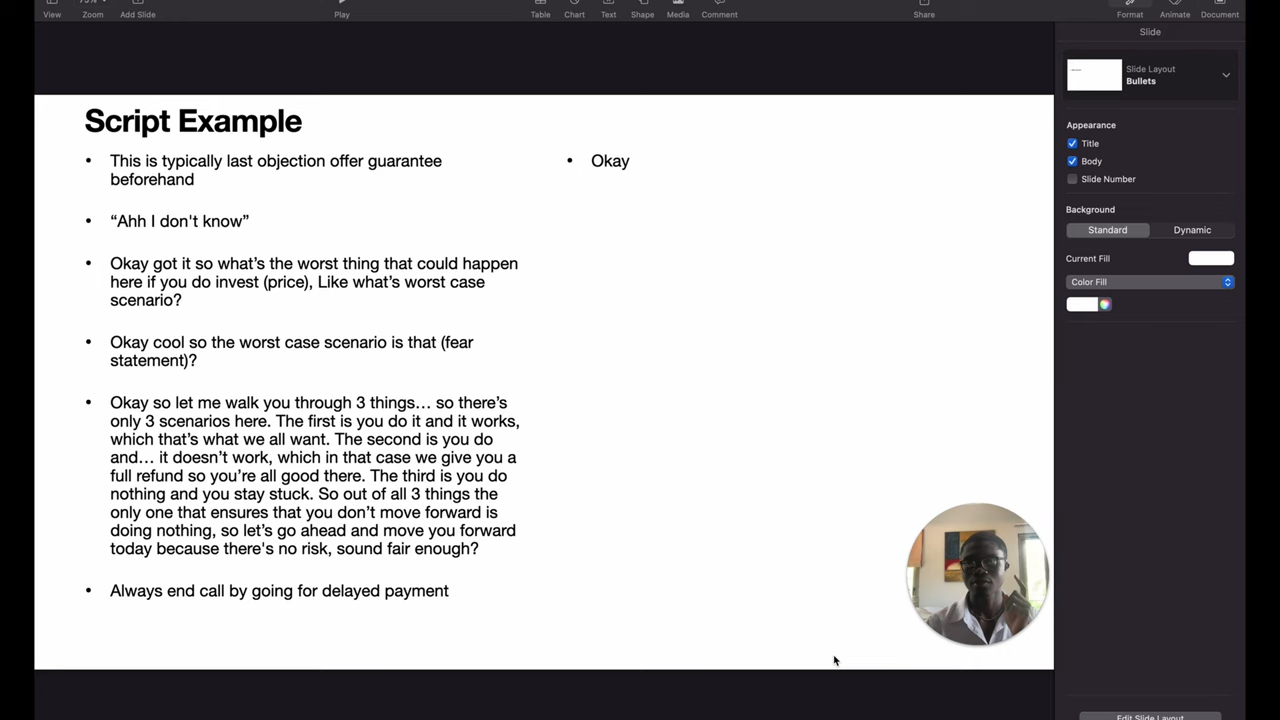 View
Zoom
Add Slide
Play
Table
Chart
Text
Shape
Media
Comment
Share
Format
Animate
Document
Slide
Slide Layout
Bullets
Script Example
• This is typically last objection offer guarantee
beforehand
• “Ahh I don't know”
• Okay got it so what’s the worst thing that could happen
here if you do invest (price), Like what’s worst case
scenario?
• Okay cool so the worst case scenario is that (fear
statement)?
• Okay so let me walk you through 3 things… so there’s
only 3 scenarios here. The first is you do it and it works,
which that’s what we all want. The second is you do
and… it doesn’t work, which in that case we give you a
full refund so you’re all good there. The third is you do
nothing and you stay stuck. So out of all 3 things the
only one that ensures that you don’t move forward is
doing nothing, so let’s go ahead and move you forward
today because there's no risk, sound fair enough?
• Always end call by going for delayed payment
• Okay
Appearance
Title
Body
Slide Number
Background
Standard
Dynamic
Current Fill
Color Fill
Edit Slide Layout